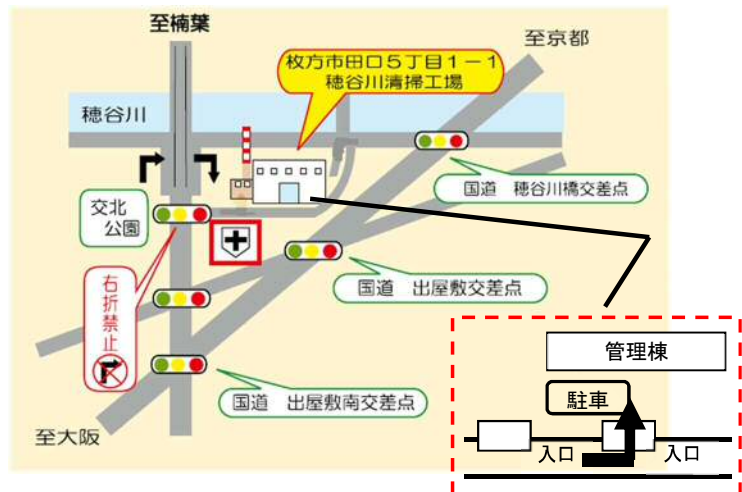 至楠葉
至京都
枚方市田口5丁目1－1
穂谷川清掃工場
穂谷川
国道　穂谷川橋交差点
交北
公園
国道　出屋敷交差点
右折禁止
国道　出屋敷南交差点
至大阪
管理棟
駐車
入口
入口